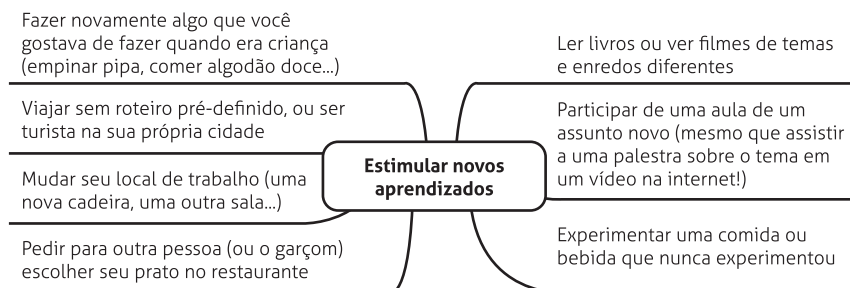 Fazer novamente algo que você
gostava de fazer quando era criança
(empinar pipa, comer algodão doce...)
Viajar sem roteiro pré-definido, ou ser
turista na sua própria cidade
Mudar seu local de trabalho (uma
nova cadeira, uma outra sala...)
Pedir para outra pessoa (ou o garçom)
escolher seu prato no restaurante
Estimular novos
aprendizados
Ler livros ou ver filmes de temas
e enredos diferentes
Participar de uma aula de um
assunto novo (mesmo que assistir
a uma palestra sobre o tema em
um vídeo na internet!)
Experimentar uma comida ou
bebida que nunca experimentou